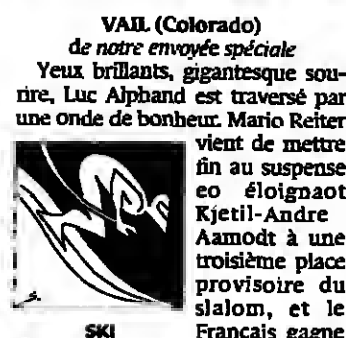 VAIL (Colorado)
de notre envoyée spéciale
Yeux brillants, gigantesque sou-
rire, Luc Alphand est traversé par
une onde de bonheur. Mario Reiter
vient de mettre
fin au suspense
eo éloignaot
Kjetil-Andre
Aamodt à une
troisième place
provisoire du
slalom, et le
Français gagne
SKI